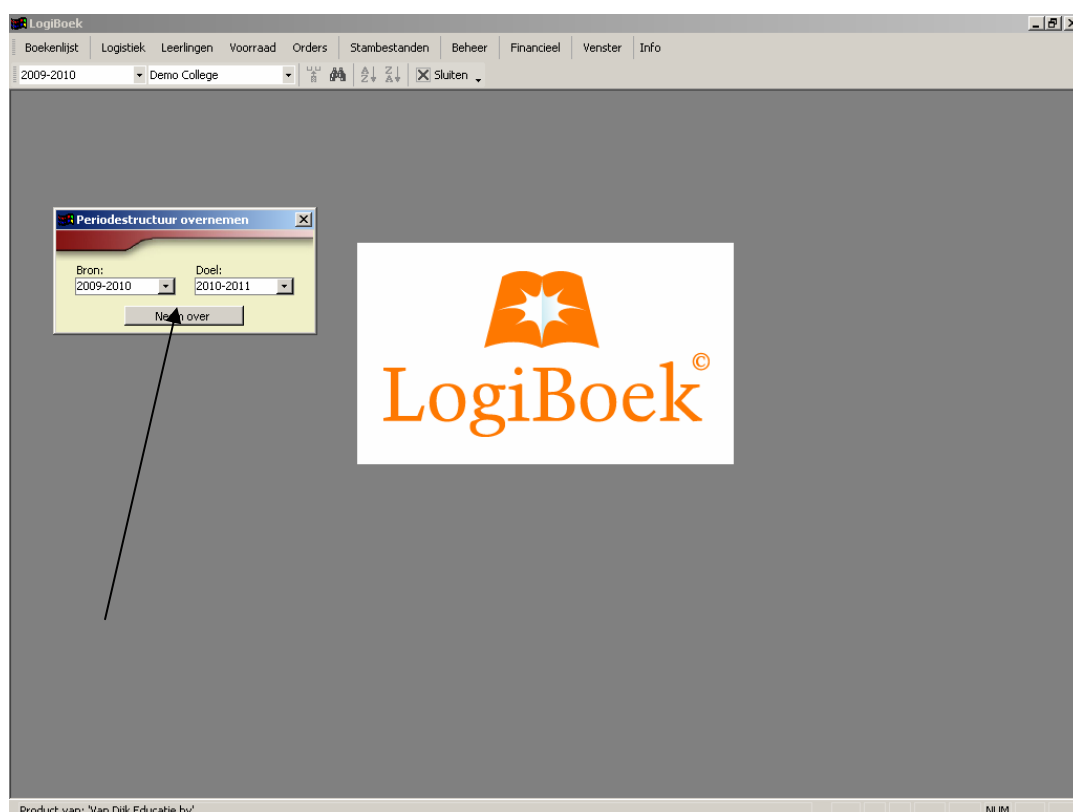 LogiBoek
Boekenlijst Logistiek Leerlingen Voorraad Orders Stambestanden Beheer Financieel Venster Info
2009-2010 Demo College Sluiten
Periodestructuur overnemen
Bron: Doel:
2009-2010 2010-2011
over
LogiBoek©
Product van: 'Van Dijk Educatie bv' NUM